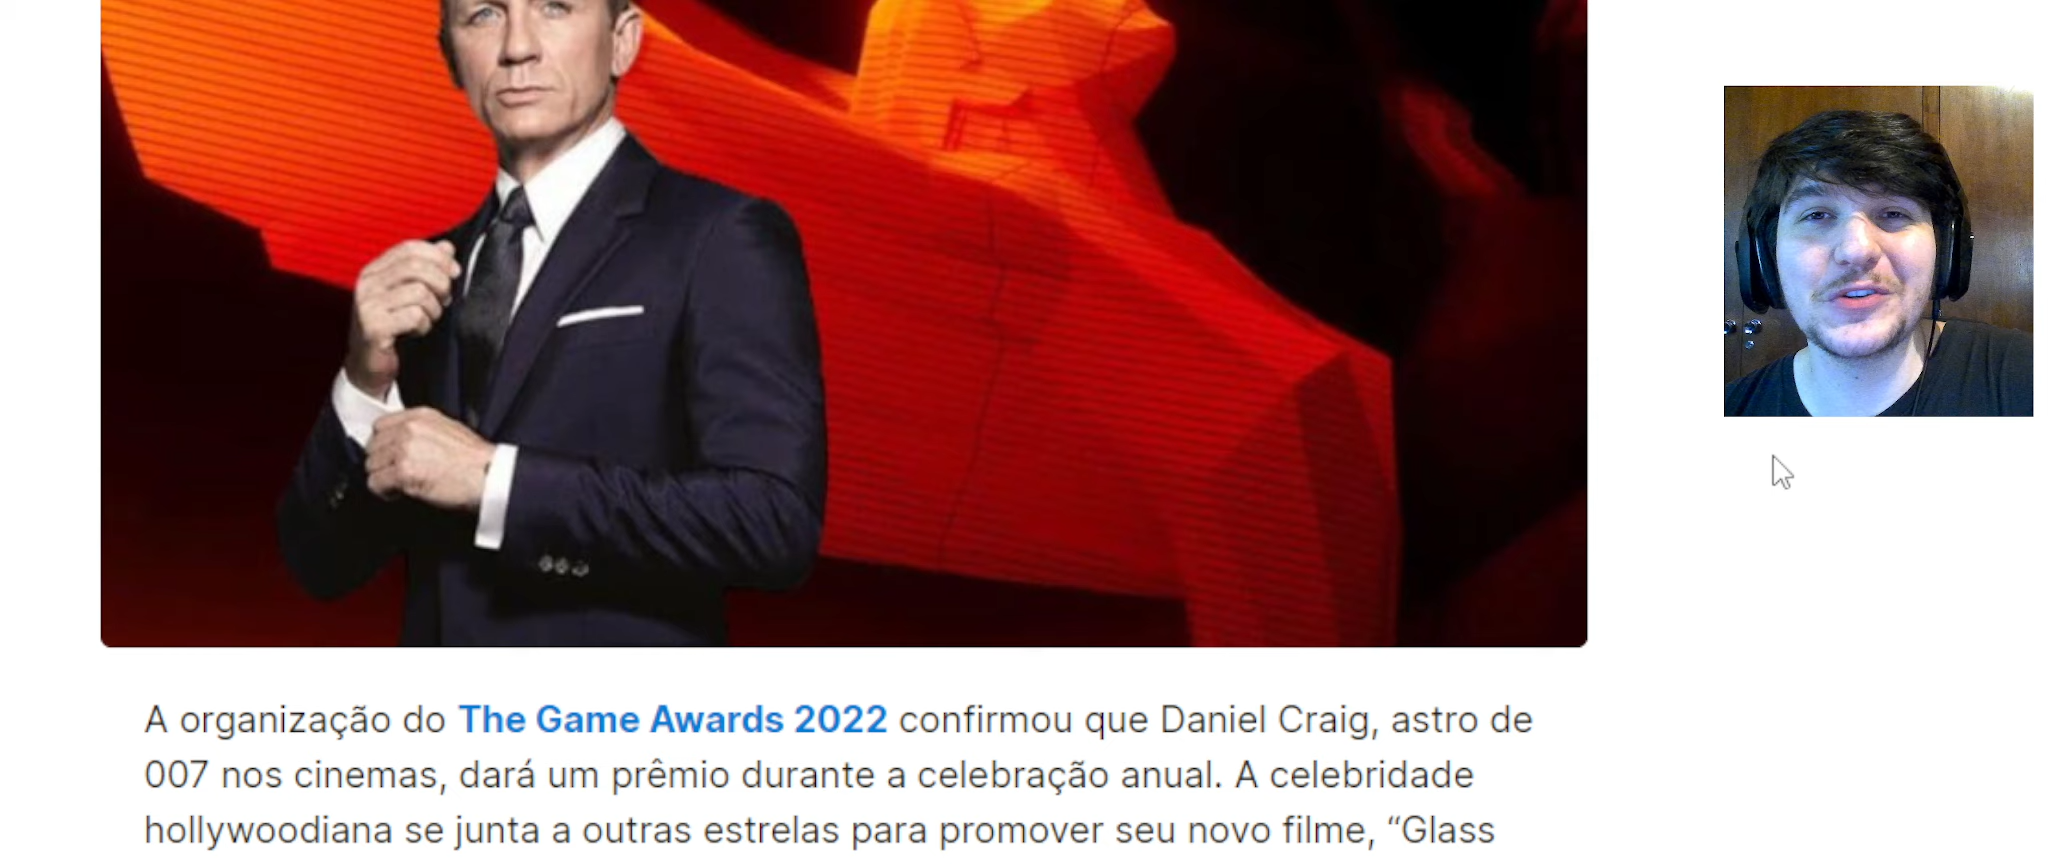 A organização do The Game Awards 2022 confirmou que Daniel Craig, astro de
007 nos cinemas, dará um prêmio durante a celebração anual. A celebridade
hollywoodiana se junta a outras estrelas para promover seu novo filme, “Glass